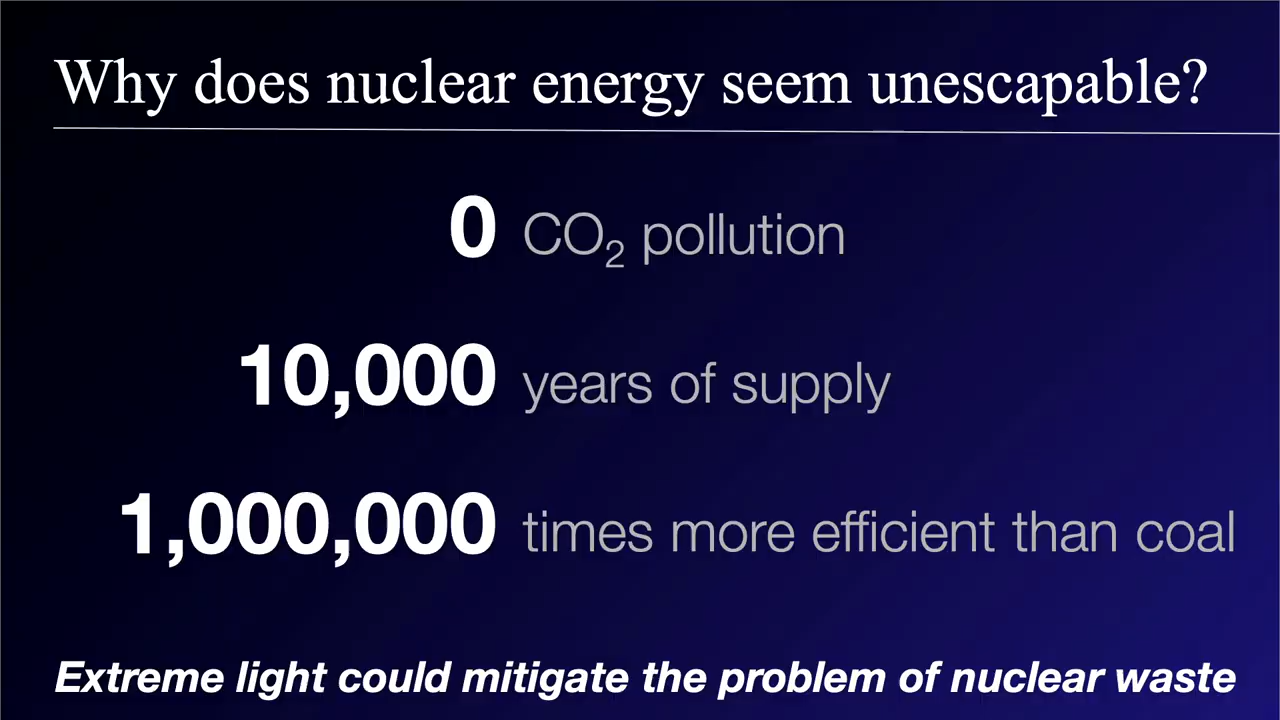 Why does nuclear energy seem unescapable?
0 CO₂ pollution
10,000 years of supply
1,000,000 times more efficient than coal
Extreme light could mitigate the problem of nuclear waste